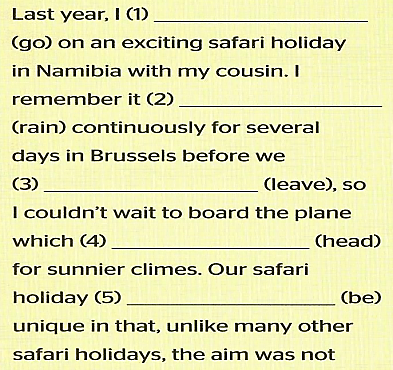 Last year, I (1) ____________________
(go) on an exciting safari holiday
in Namibia with my cousin. I
remember it (2) ____________________
(rain) continuously for several
days in Brussels before we
(3) ____________________ (leave), so
I couldn't wait to board the plane
which (4) ____________________ (head)
for sunnier climes. Our safari
holiday (5) ____________________ (be)
unique in that, unlike many other
safari holidays, the aim was not